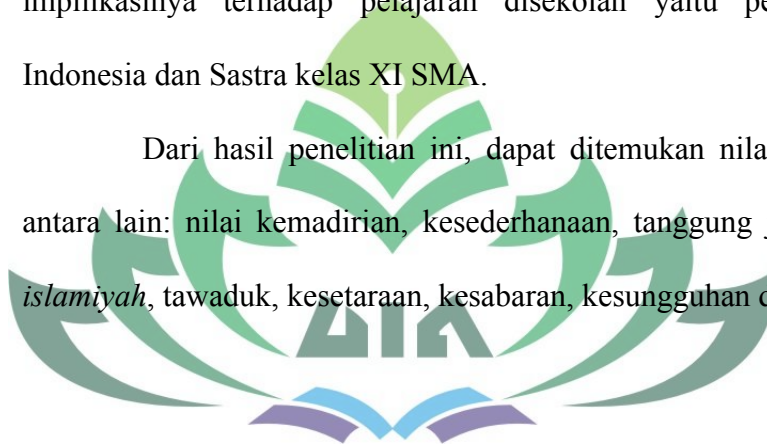 implikasinya terhadap pelajaran disekolah yaitu
Indonesia dan Sastra kelas XI SMA.
Dari hasil penelitian ini, dapat ditemukan
antara lain: nilai kemadirian, kesederhanaan, tanggung
islamiyah, tawaduk, kesetaraan, kesabaran, kesungguhan